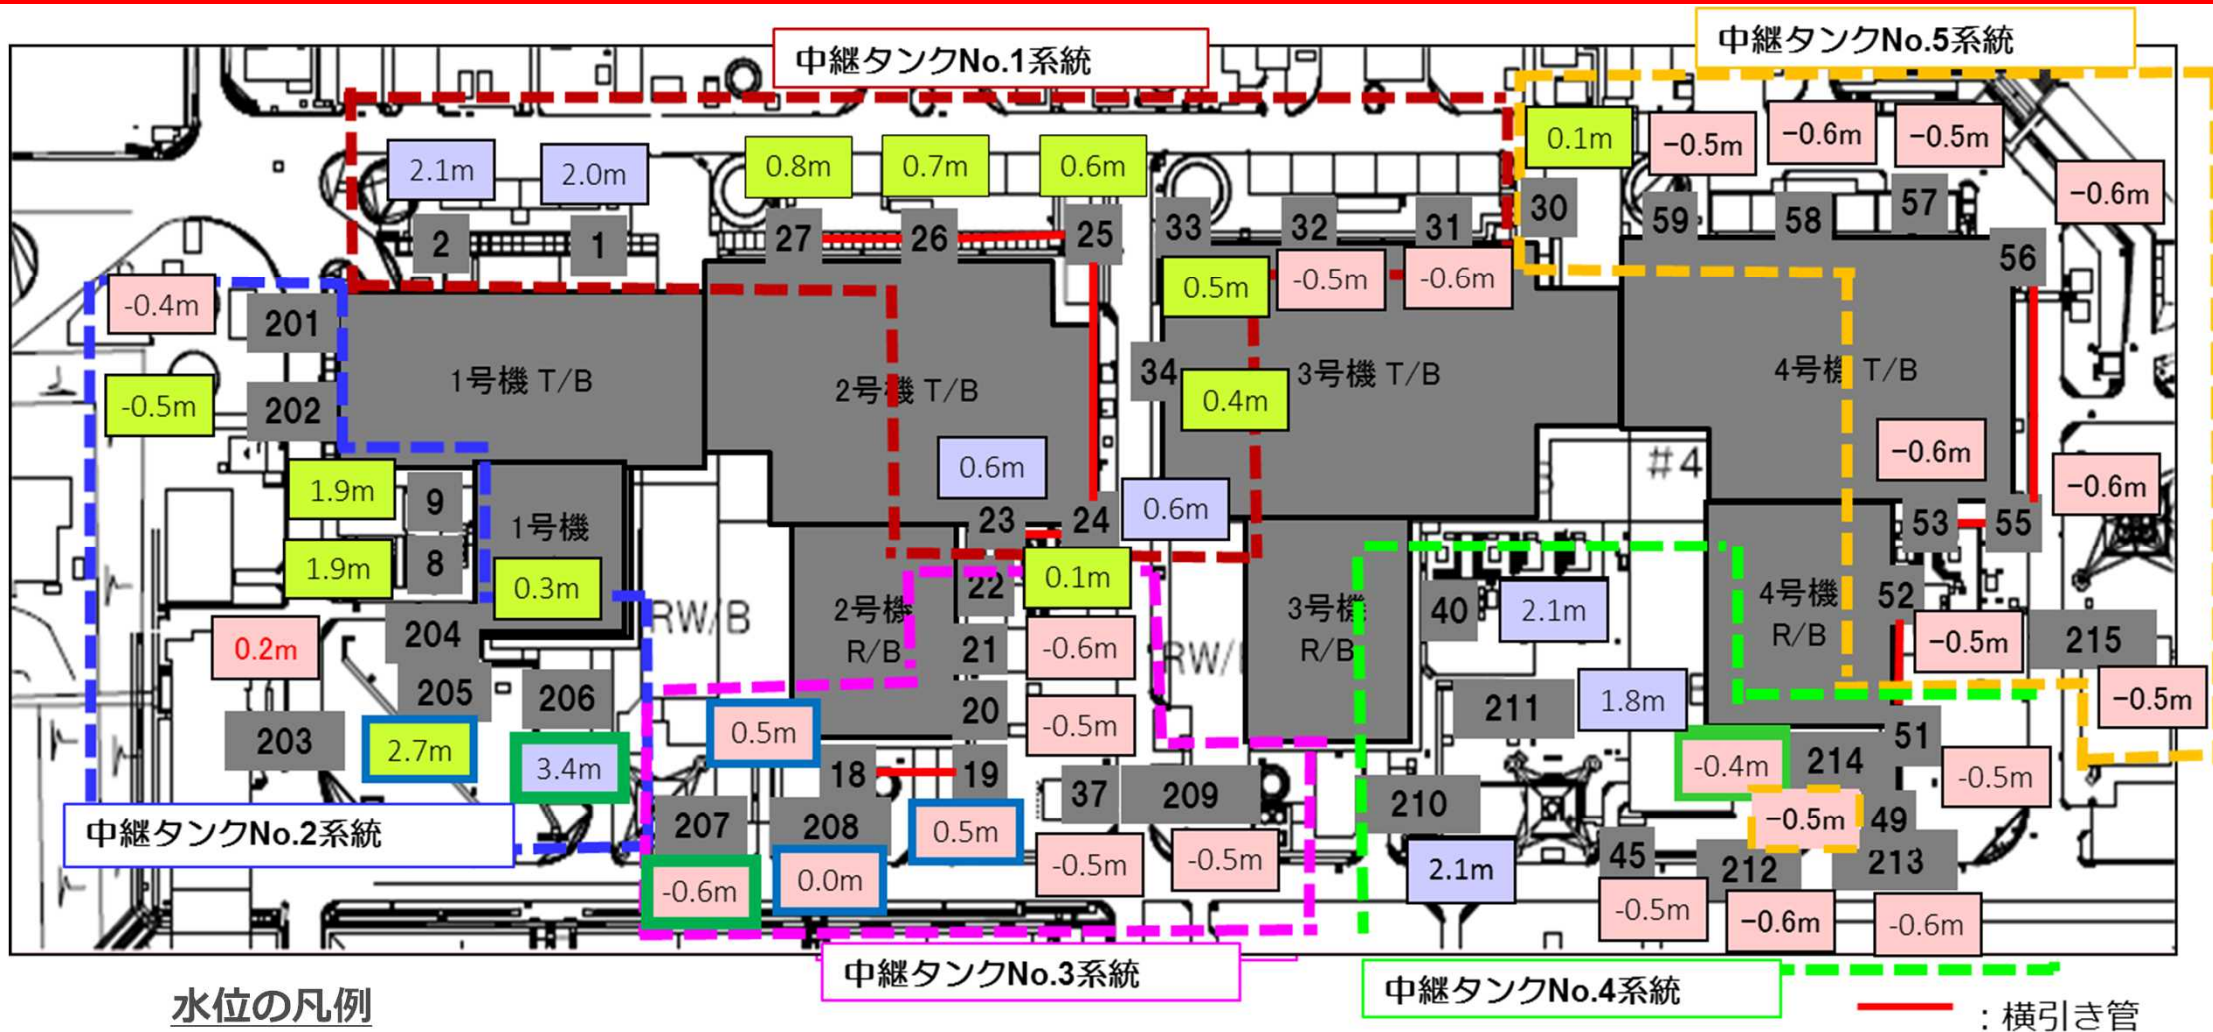 中継タンクNo.1系統
中継タンクNo.5系統
0.1m
-0.5m
-0.6m
-0.5m
2.1m
2.0m
0.8m
0.7m
0.6m
-0.6m
2
1
27
26
25
33
32
31
30
59
58
57
56
-0.4m
201
0.5m
-0.5m
-0.6m
-0.5m
202
1号機 T/B
2号機 T/B
34
0.4m
3号機 T/B
4号機 T/B
0.6m
-0.6m
#4
1.9m
9
0.6m
-0.6m
23
24
53
55
1号機
1.9m
8
0.3m
22
0.1m
RW/B
2号機
R/B
3号機
R/B
40
2.1m
4号機
R/B
52
0.2m
204
21
-0.6m
RW/
-0.5m
215
205
206
20
-0.5m
211
1.8m
-0.5m
203
2.7m
3.4m
0.5m
18
19
51
-0.4m
214
-0.5m
37
209
210
207
208
0.5m
-0.5m
49
中継タンクNo.2系統
45
212
213
-0.6m
0.0m
-0.5m
-0.5m
2.1m
-0.5m
-0.6m
-0.6m
中継タンクNo.3系統
中継タンクNo.4系統
水位の凡例
：横引き管